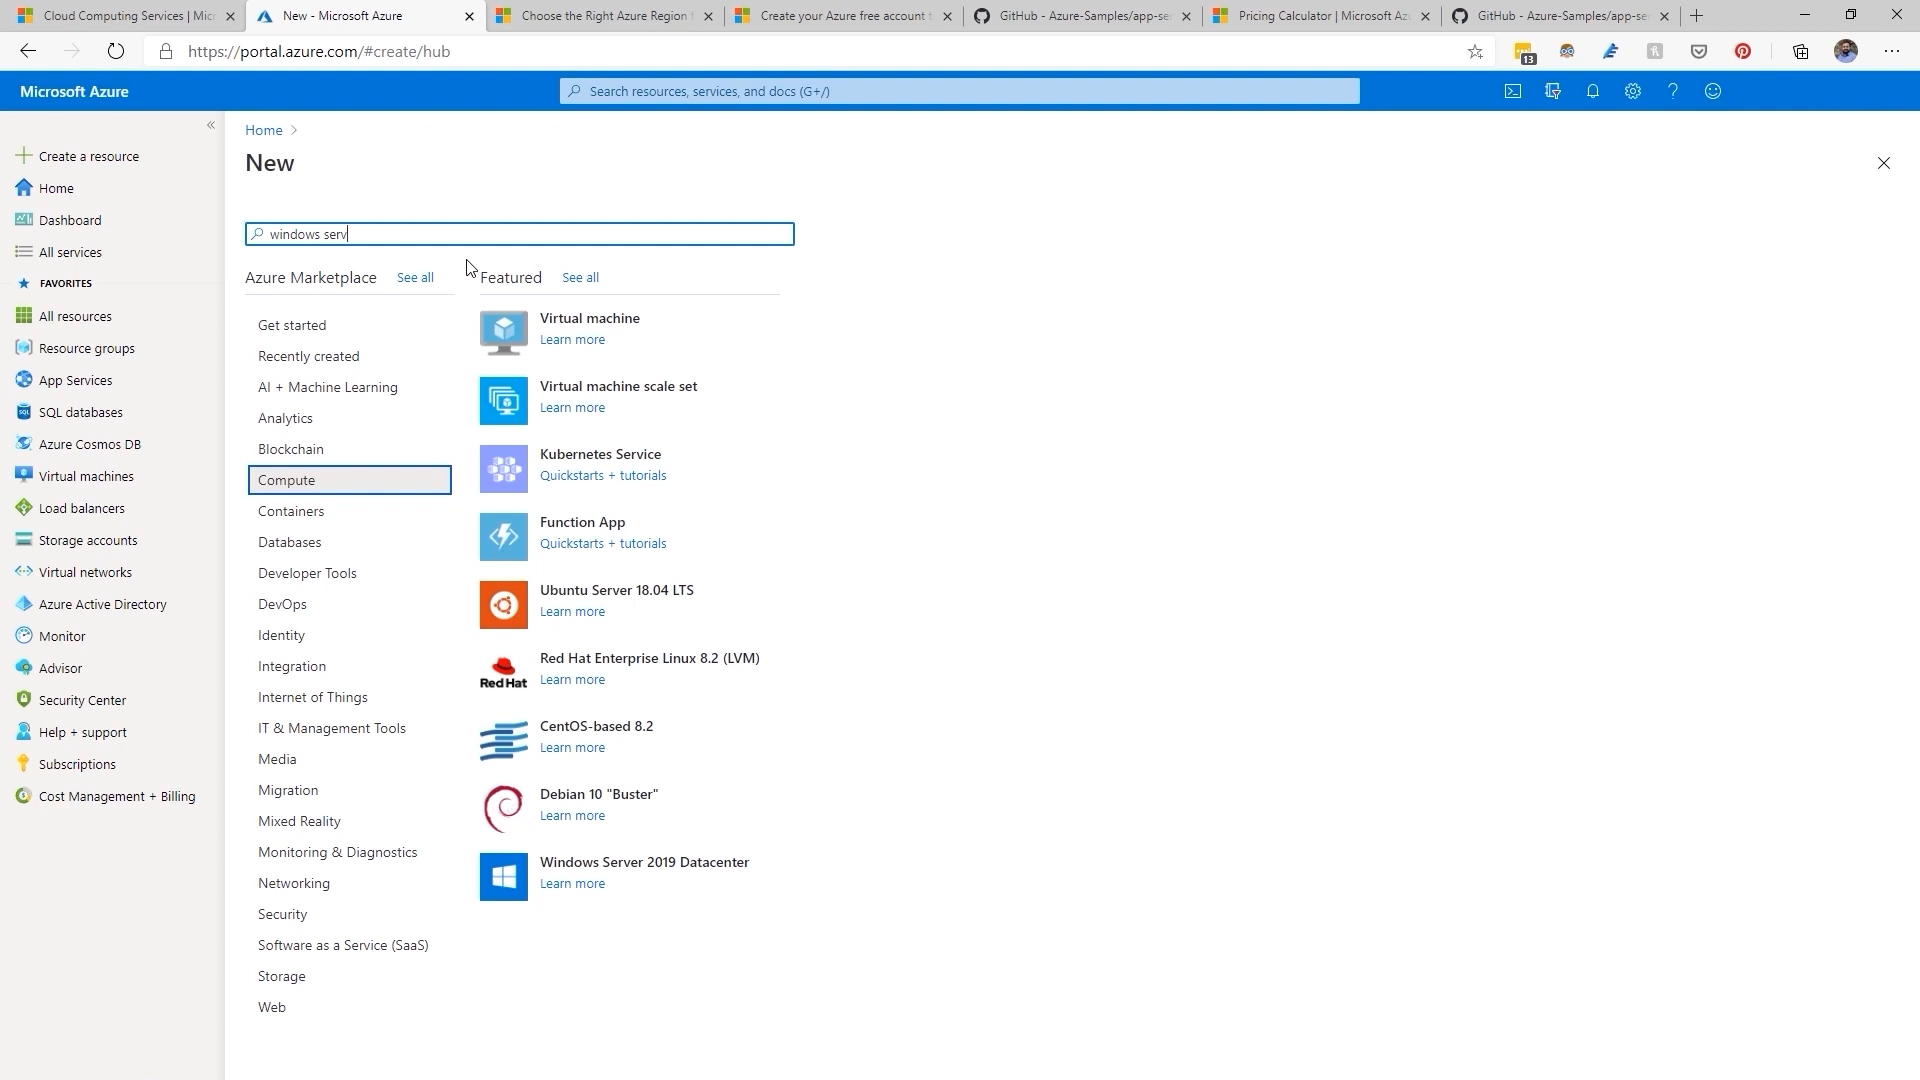 Cloud Computing Services | Micr
New - Microsoft Azure
Choose the Right Azure Region f
Create your Azure free account t
GitHub - Azure-Samples/app-se
Pricing Calculator | Microsoft Az
GitHub - Azure-Samples/app-se
https://portal.azure.com/#create/hub
13
Microsoft Azure
Search resources, services, and docs (G+/)
Create a resource
Home
Dashboard
All services
FAVORITES
All resources
Resource groups
App Services
SQL databases
Azure Cosmos DB
Virtual machines
Load balancers
Storage accounts
Virtual networks
Azure Active Directory
Monitor
Advisor
Security Center
Help + support
Subscriptions
Cost Management + Billing
Home
New
windows serv
Azure Marketplace See all
Get started
Recently created
AI + Machine Learning
Analytics
Blockchain
Compute
Containers
Databases
Developer Tools
DevOps
Identity
Integration
Internet of Things
IT & Management Tools
Media
Migration
Mixed Reality
Monitoring & Diagnostics
Networking
Security
Software as a Service (SaaS)
Storage
Web
Featured See all
Virtual machine
Learn more
Virtual machine scale set
Learn more
Kubernetes Service
Quickstarts + tutorials
Function App
Quickstarts + tutorials
Ubuntu Server 18.04 LTS
Learn more
Red Hat
Red Hat Enterprise Linux 8.2 (LVM)
Learn more
CentOS-based 8.2
Learn more
Debian 10 "Buster"
Learn more
Windows Server 2019 Datacenter
Learn more